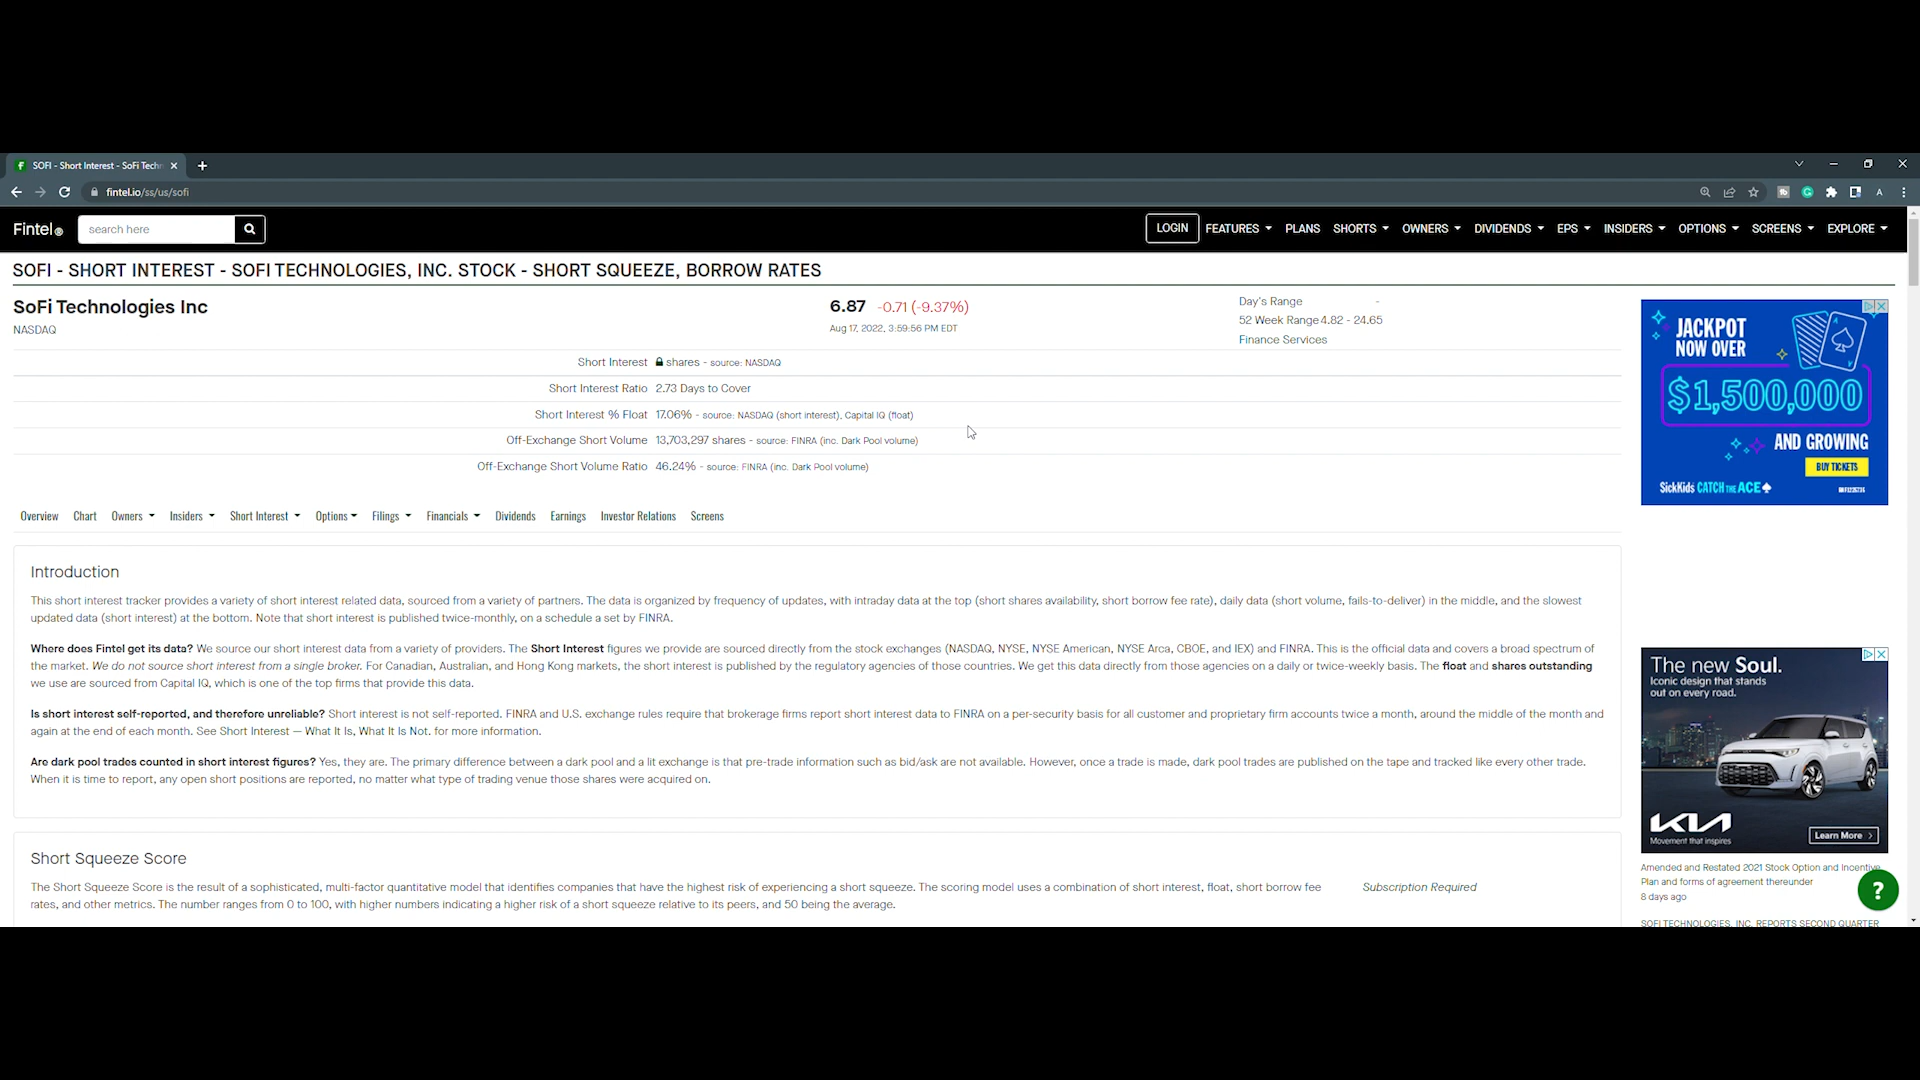 SOFI - Short Interest - SoFi Techn
fintel.io/ss/us/sofi
A
Fintel
search here
LOGIN FEATURES PLANS SHORTS OWNERS DIVIDENDS EPS INSIDERS OPTIONS SCREENS EXPLORE
SOFI - SHORT INTEREST - SOFI TECHNOLOGIES, INC. STOCK - SHORT SQUEEZE, BORROW RATES
SoFi Technologies Inc
NASDAQ
6.87 -0.71 (-9.37%)
Aug 17, 2022, 3:59:56 PM EDT
Day's Range -
52 Week Range 4.82 - 24.65
Finance Services
Short Interest shares - source: NASDAQ
Short Interest Ratio 2.73 Days to Cover
Short Interest % Float 17.06% - source: NASDAQ (short interest), Capital IQ (float)
Off-Exchange Short Volume 13,703,297 shares - source: FINRA (inc. Dark Pool volume)
Off-Exchange Short Volume Ratio 46.24% - source: FINRA (inc. Dark Pool volume)
Overview Chart Owners Insiders Short Interest Options Filings Financials Dividends Earnings Investor Relations Screens
Introduction
This short interest tracker provides a variety of short interest related data, sourced from a variety of partners. The data is organized by frequency of updates, with intraday data at the top (short shares availability, short borrow fee rate), daily data (short volume, fails-to-deliver) in the middle, and the slowest
updated data (short interest) at the bottom. Note that short interest is published twice-monthly, on a schedule a set by FINRA.
Where does Fintel get its data? We source our short interest data from a variety of providers. The Short Interest figures we provide are sourced directly from the stock exchanges (NASDAQ, NYSE, NYSE American, NYSE Arca, CBOE, and IEX) and FINRA. This is the official data and covers a broad spectrum of
the market. We do not source short interest from a single broker. For Canadian, Australian, and Hong Kong markets, the short interest is published by the regulatory agencies of those countries. We get this data directly from those agencies on a daily or twice-weekly basis. The float and shares outstanding
we use are sourced from Capital IQ, which is one of the top firms that provide this data.
Is short interest self-reported, and therefore unreliable? Short interest is not self-reported. FINRA and U.S. exchange rules require that brokerage firms report short interest data to FINRA on a per-security basis for all customer and proprietary firm accounts twice a month, around the middle of the month and
again at the end of each month. See Short Interest — What It Is, What It Is Not. for more information.
Are dark pool trades counted in short interest figures? Yes, they are. The primary difference between a dark pool and a lit exchange is that pre-trade information such as bid/ask are not available. However, once a trade is made, dark pool trades are published on the tape and tracked like every other trade.
When it is time to report, any open short positions are reported, no matter what type of trading venue those shares were acquired on.
Short Squeeze Score
The Short Squeeze Score is the result of a sophisticated, multi-factor quantitative model that identifies companies that have the highest risk of experiencing a short squeeze. The scoring model uses a combination of short interest, float, short borrow fee
rates, and other metrics. The number ranges from 0 to 100, with higher numbers indicating a higher risk of a short squeeze relative to its peers, and 50 being the average.
Subscription Required
JACKPOT
NOW OVER
$1,500,000
AND GROWING
BUY TICKETS
SickKids CATCH THE ACE
The new Soul.
Iconic design that stands
out on every road.
KIA
Movement that inspires
Learn More
Amended and Restated 2021 Stock Option and Incentive
Plan and forms of agreement thereunder
8 days ago
?
SOFI TECHNOLOGIES, INC. REPORTS SECOND QUARTER